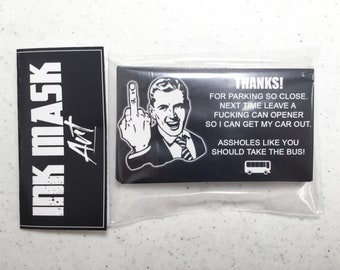 INK MASK
Art
THANKS!
FOR PARKING SO CLOSE.
NEXT TIME LEAVE A
FUCKING CAN OPENER
SO I CAN GET MY CAR OUT.
ASSHOLES LIKE YOU
SHOULD TAKE THE BUS!